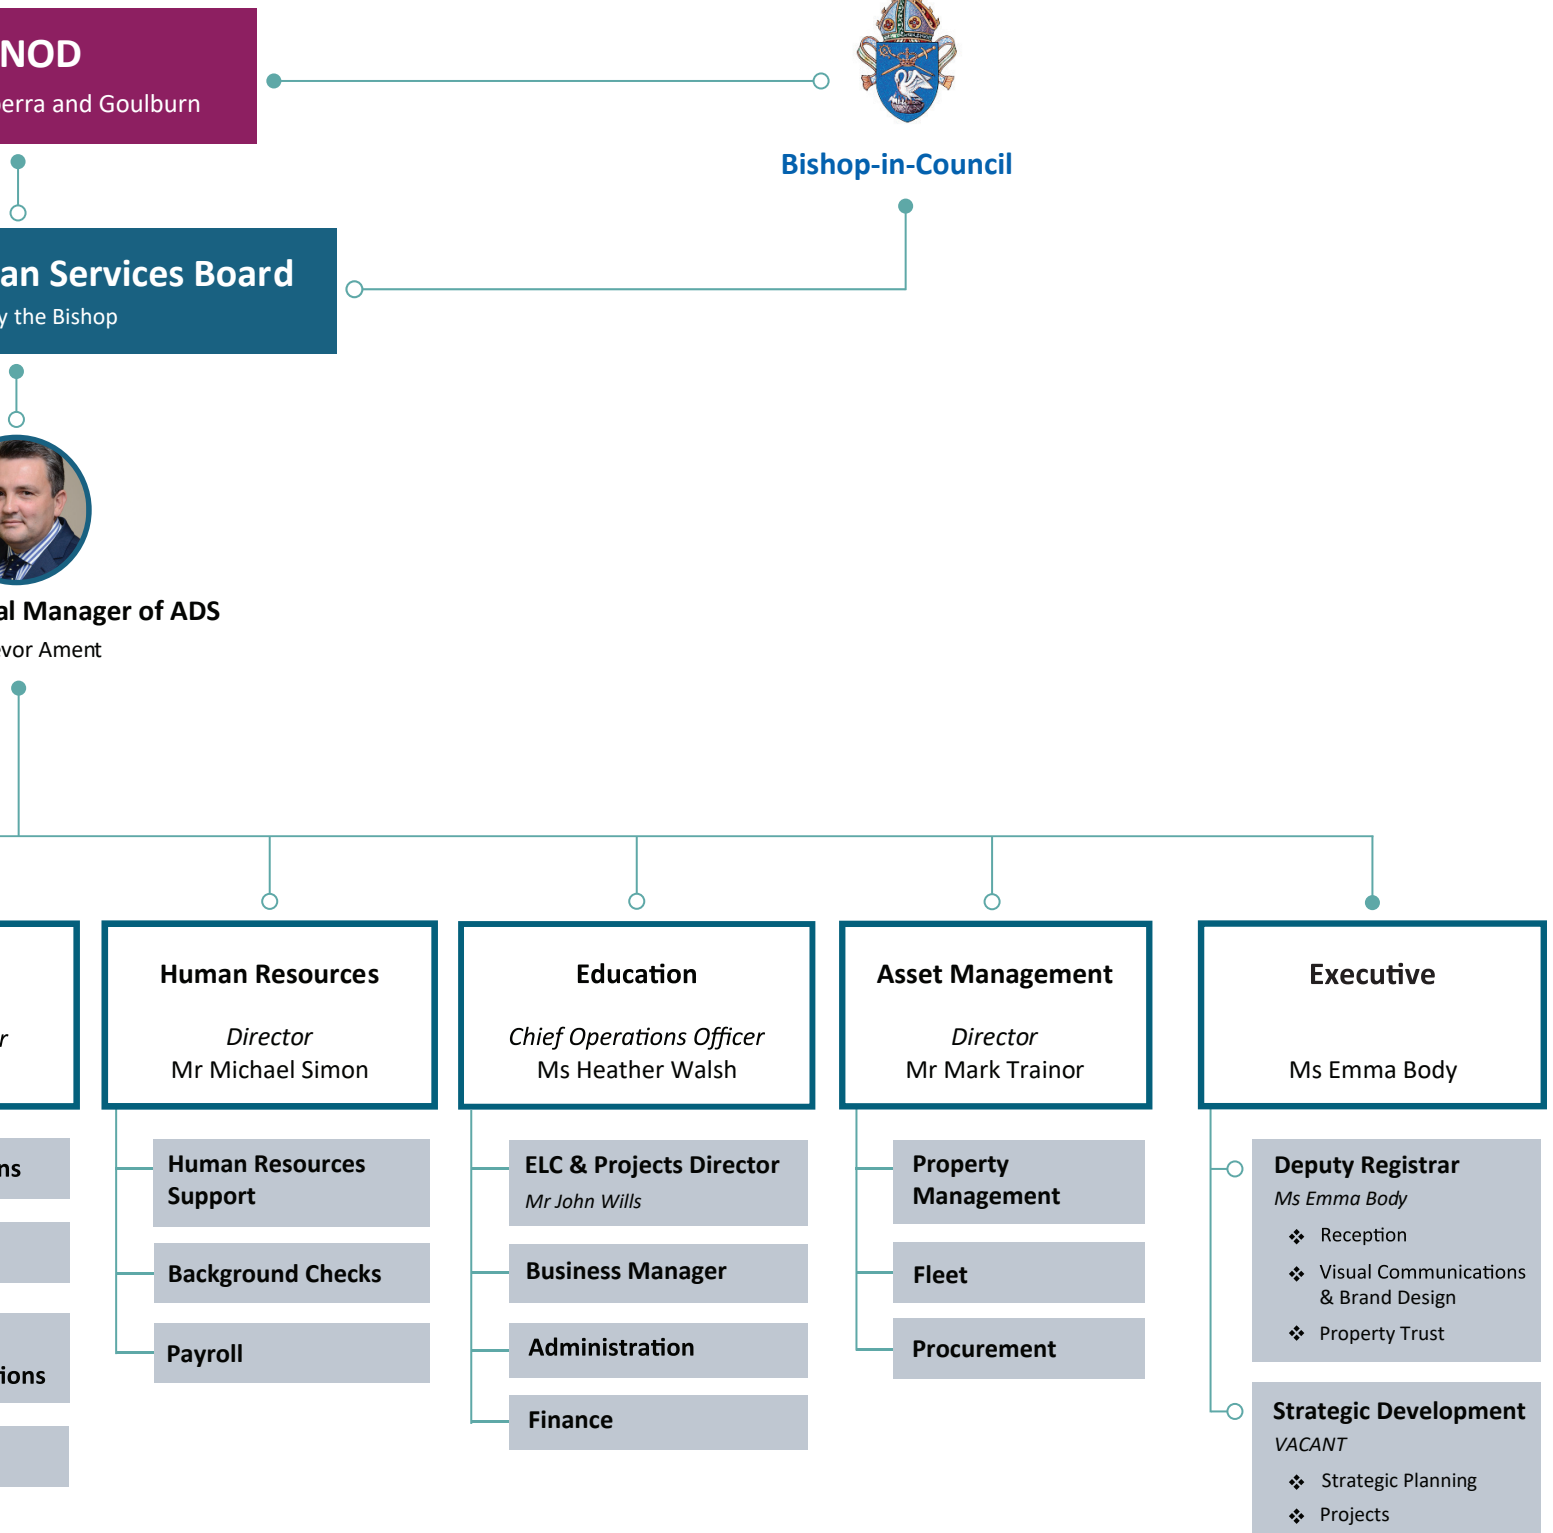 NOD
erra and Goulburn
Bishop-in-Council
an Services Board
y the Bishop
al Manager of ADS
evor Ament
r
ns
ions
Human Resources
Director
Mr Michael Simon
Human Resources
Support
Background Checks
Payroll
Education
Chief Operations Officer
Ms Heather Walsh
ELC & Projects Director
Mr John Wills
Business Manager
Administration
Finance
Asset Management
Director
Mr Mark Trainor
Property
Management
Fleet
Procurement
Executive
Ms Emma Body
Deputy Registrar
Ms Emma Body
❖ Reception
❖ Visual Communications
& Brand Design
❖ Property Trust
Strategic Development
VACANT
❖ Strategic Planning
❖ Projects